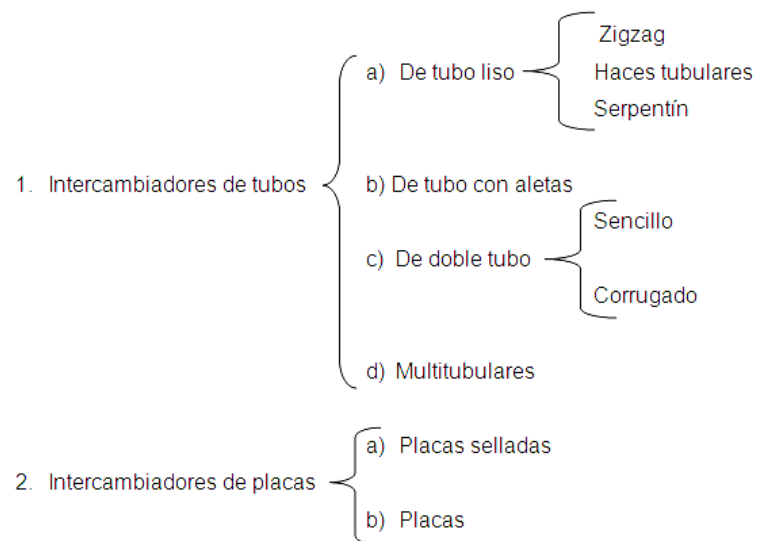 1. Intercambiadores de tubos
a) De tubo liso
Zigzag
Haces tubulares
Serpentín
b) De tubo con aletas
c) De doble tubo
Sencillo
Corrugado
d) Multitubulares
2. Intercambiadores de placas
a) Placas selladas
b) Placas